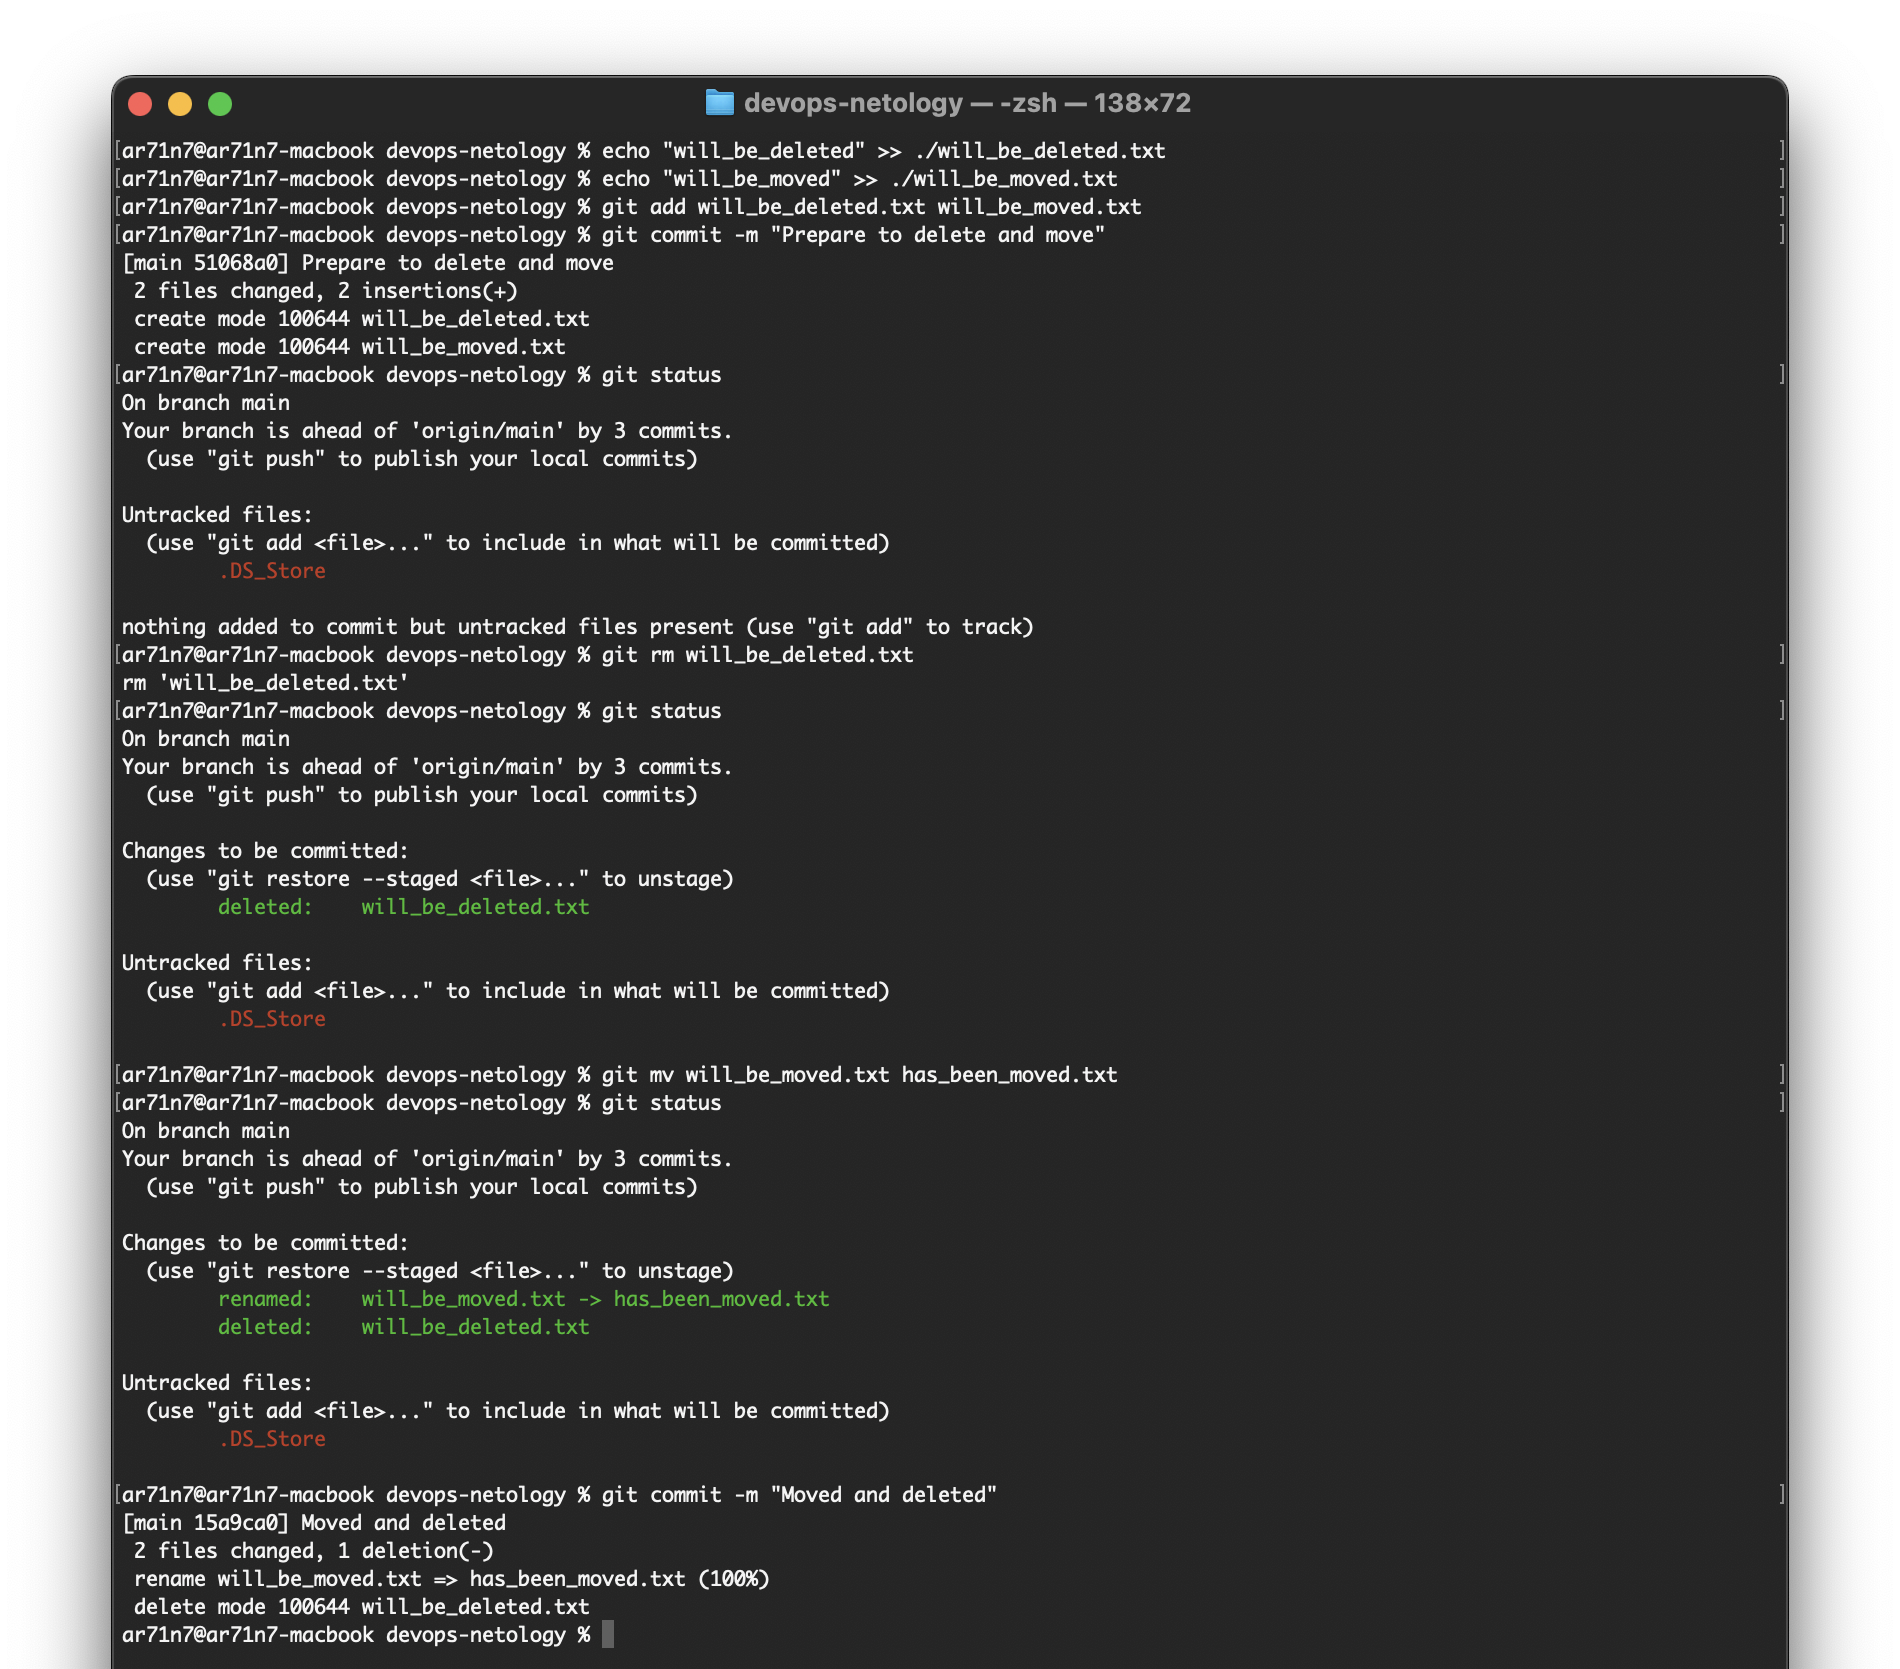 devops-netology — -zsh — 138×72
[ar71n7@ar71n7-macbook devops-netology % echo "will_be_deleted" >> ./will_be_deleted.txt ]
[ar71n7@ar71n7-macbook devops-netology % echo "will_be_moved" >> ./will_be_moved.txt ]
[ar71n7@ar71n7-macbook devops-netology % git add will_be_deleted.txt will_be_moved.txt ]
[ar71n7@ar71n7-macbook devops-netology % git commit -m "Prepare to delete and move" ]
[main 51068a0] Prepare to delete and move
 2 files changed, 2 insertions(+)
 create mode 100644 will_be_deleted.txt
 create mode 100644 will_be_moved.txt
[ar71n7@ar71n7-macbook devops-netology % git status ]
On branch main
Your branch is ahead of 'origin/main' by 3 commits.
  (use "git push" to publish your local commits)

Untracked files:
  (use "git add <file>..." to include in what will be committed)
        .DS_Store

nothing added to commit but untracked files present (use "git add" to track)
[ar71n7@ar71n7-macbook devops-netology % git rm will_be_deleted.txt ]
rm 'will_be_deleted.txt'
[ar71n7@ar71n7-macbook devops-netology % git status ]
On branch main
Your branch is ahead of 'origin/main' by 3 commits.
  (use "git push" to publish your local commits)

Changes to be committed:
  (use "git restore --staged <file>..." to unstage)
        deleted:    will_be_deleted.txt

Untracked files:
  (use "git add <file>..." to include in what will be committed)
        .DS_Store

[ar71n7@ar71n7-macbook devops-netology % git mv will_be_moved.txt has_been_moved.txt ]
[ar71n7@ar71n7-macbook devops-netology % git status ]
On branch main
Your branch is ahead of 'origin/main' by 3 commits.
  (use "git push" to publish your local commits)

Changes to be committed:
  (use "git restore --staged <file>..." to unstage)
        renamed:    will_be_moved.txt -> has_been_moved.txt
        deleted:    will_be_deleted.txt

Untracked files:
  (use "git add <file>..." to include in what will be committed)
        .DS_Store

[ar71n7@ar71n7-macbook devops-netology % git commit -m "Moved and deleted" ]
[main 15a9ca0] Moved and deleted
 2 files changed, 1 deletion(-)
 rename will_be_moved.txt => has_been_moved.txt (100%)
 delete mode 100644 will_be_deleted.txt
ar71n7@ar71n7-macbook devops-netology %